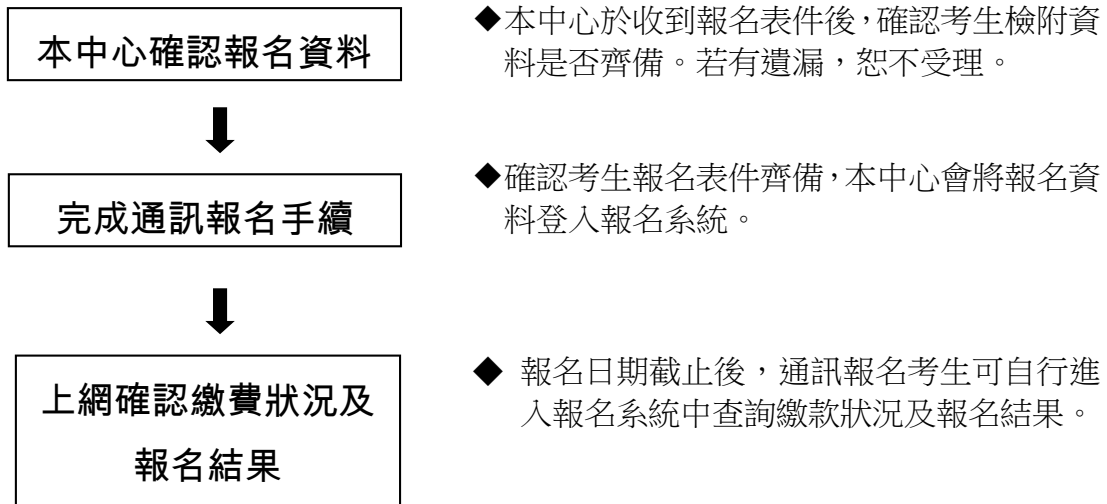 本中心確認報名資料
◆本中心於收到報名表件後，確認考生檢附資
料是否齊備。若有遺漏，恕不受理。
完成通訊報名手續
◆確認考生報名表件齊備，本中心會將報名資
料登入報名系統。
上網確認繳費狀況及
報名結果
◆ 報名日期截止後，通訊報名考生可自行進
入報名系統中查詢繳款狀況及報名結果。